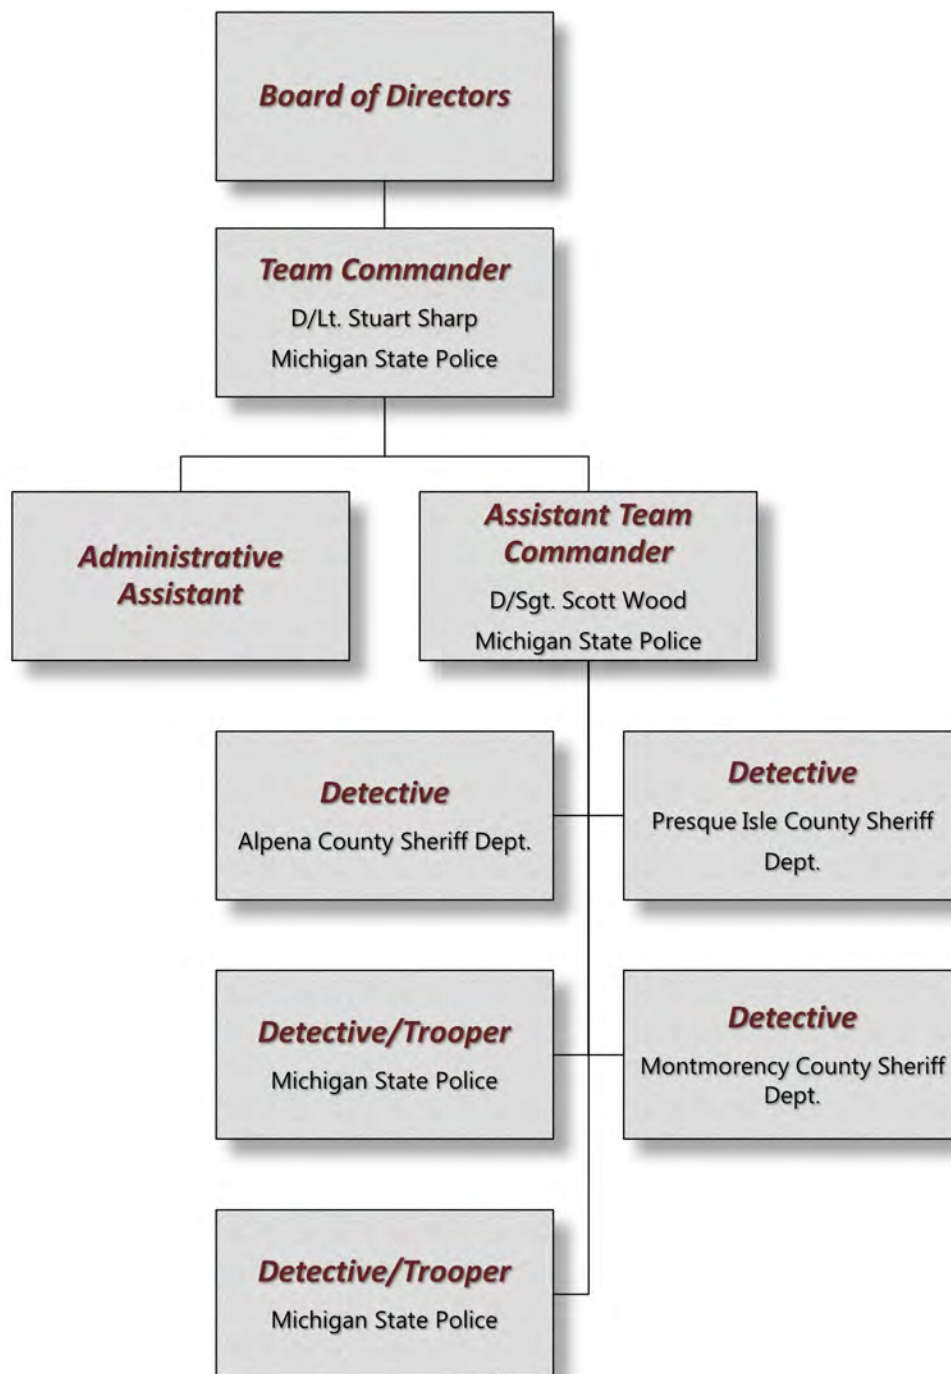 Board of Directors
Team Commander
D/Lt. Stuart Sharp
Michigan State Police
Administrative
Assistant
Assistant Team
Commander
D/Sgt. Scott Wood
Michigan State Police
Detective
Alpena County Sheriff Dept.
Detective
Presque Isle County Sheriff
Dept.
Detective/Trooper
Michigan State Police
Detective
Montmorency County Sheriff
Dept.
Detective/Trooper
Michigan State Police